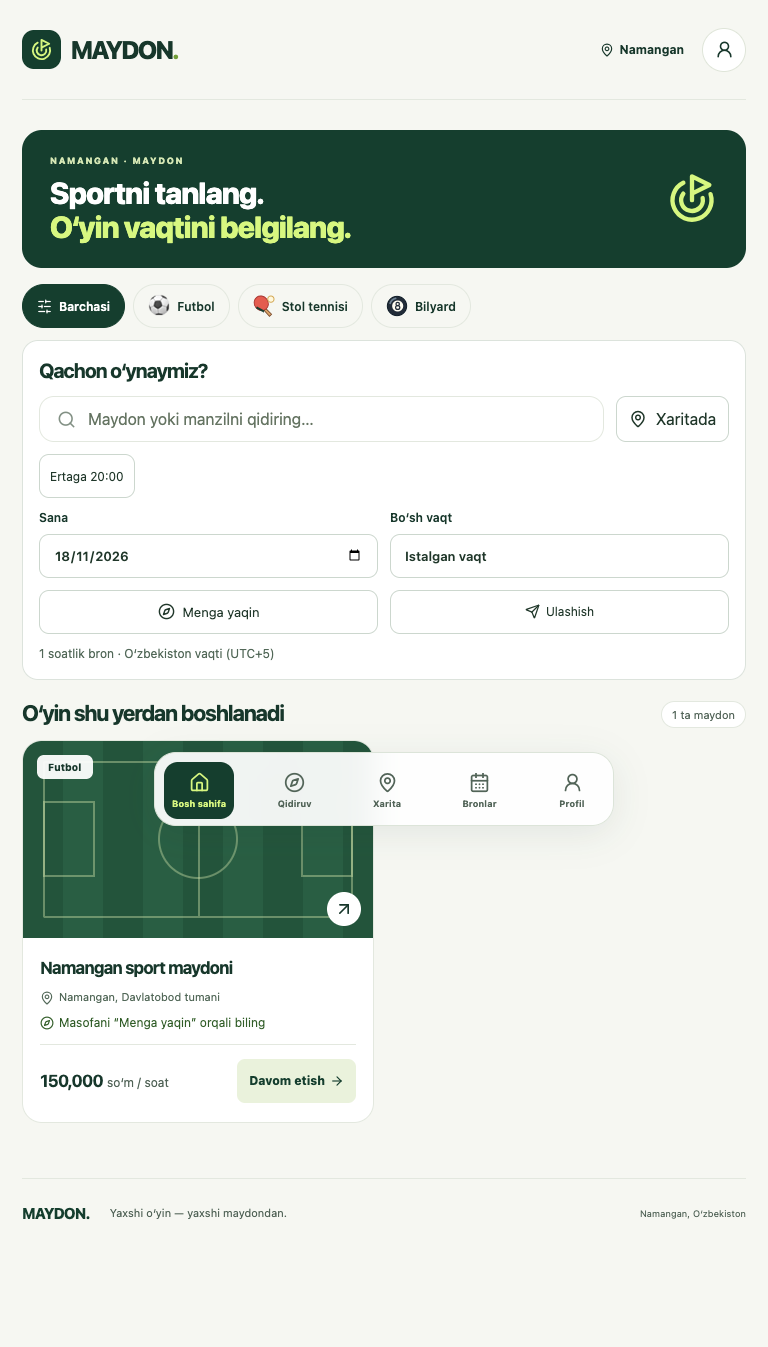 MAYDON.
Namangan
NAMANGAN · MAYDON
Sportni tanlang.
O‘yin vaqtini belgilang.
Barchasi
Futbol
Stol tennisi
8
Bilyard
Qachon o‘ynaymiz?
Maydon yoki manzilni qidiring...
Xaritada
Ertaga 20:00
Sana
Bo‘sh vaqt
18/11/2026
Istalgan vaqt
Menga yaqin
Ulashish
1 soatlik bron · O‘zbekiston vaqti (UTC+5)
O‘yin shu yerdan boshlanadi
1 ta maydon
Futbol
Bosh sahifa
Qidiruv
Xarita
Bronlar
Profil
Namangan sport maydoni
Namangan, Davlatobod tumani
Masofani “Menga yaqin” orqali biling
150,000 so‘m / soat
Davom etish
MAYDON.
Yaxshi o‘yin — yaxshi maydondan.
Namangan, O‘zbekiston